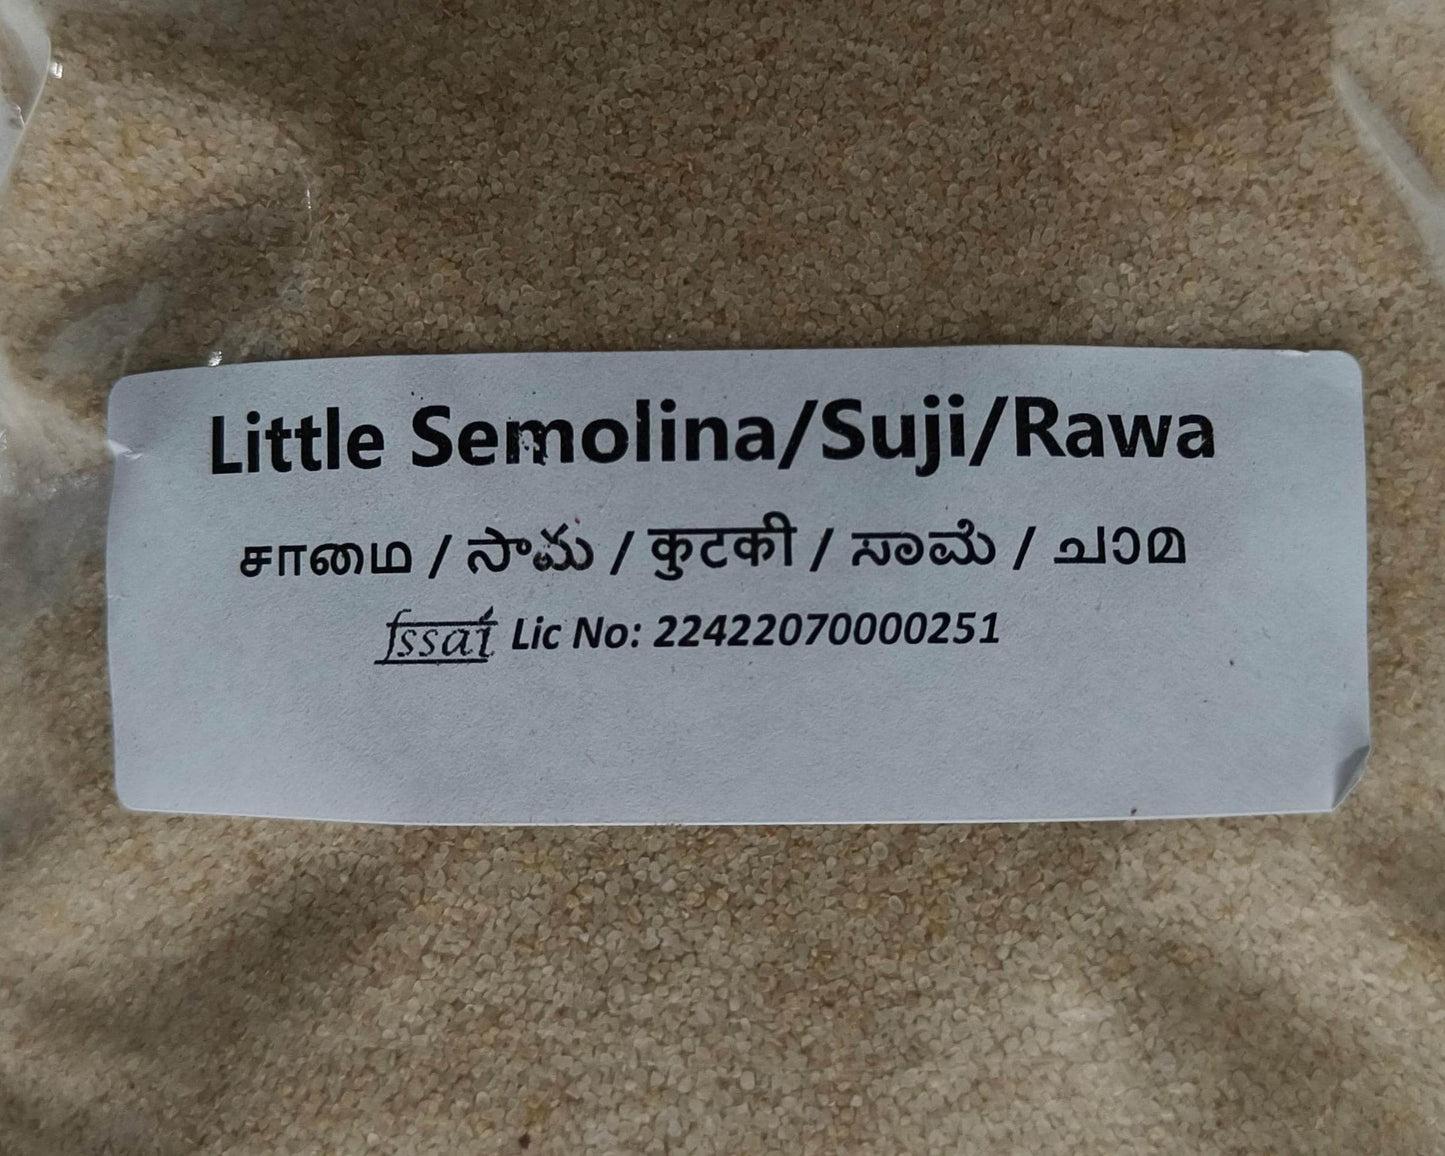 Little Semolina/Suji/Rawa
சாமை / సామ / कुटकी / ಸಾಮೆ / ചാമ
fssai Lic No: 22422070000251